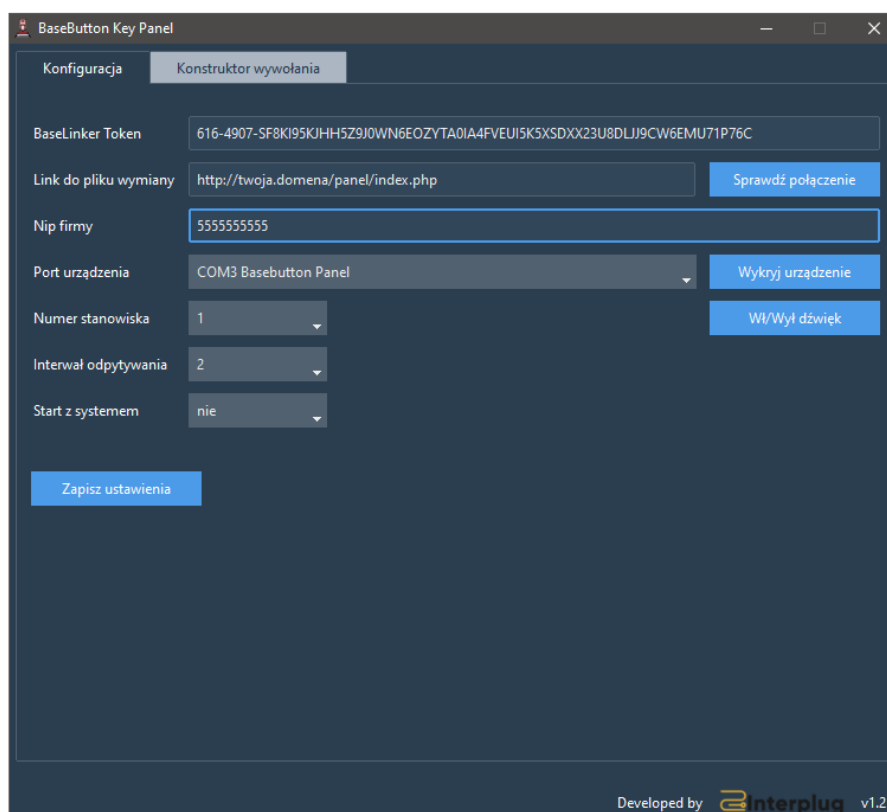 BaseButton Key Panel
Konfiguracja Konstruktor wywołania
BaseLinker Token 616-4907-SF8KI95KJHH5Z9J0WN6EOZYTA0IA4FVEUI5K5XSDXX23U8DLJJ9CW6EMU71P76C
Link do pliku wymiany http://twoja.domena/panel/index.php Sprawdź połączenie
Nip firmy 5555555555
Port urządzenia COM3 Basebutton Panel Wykryj urządzenie
Numer stanowiska 1 Wł/Wył dźwięk
Interwał odpytywania 2
Start z systemem nie
Zapisz ustawienia
Developed by Interplug v1.2